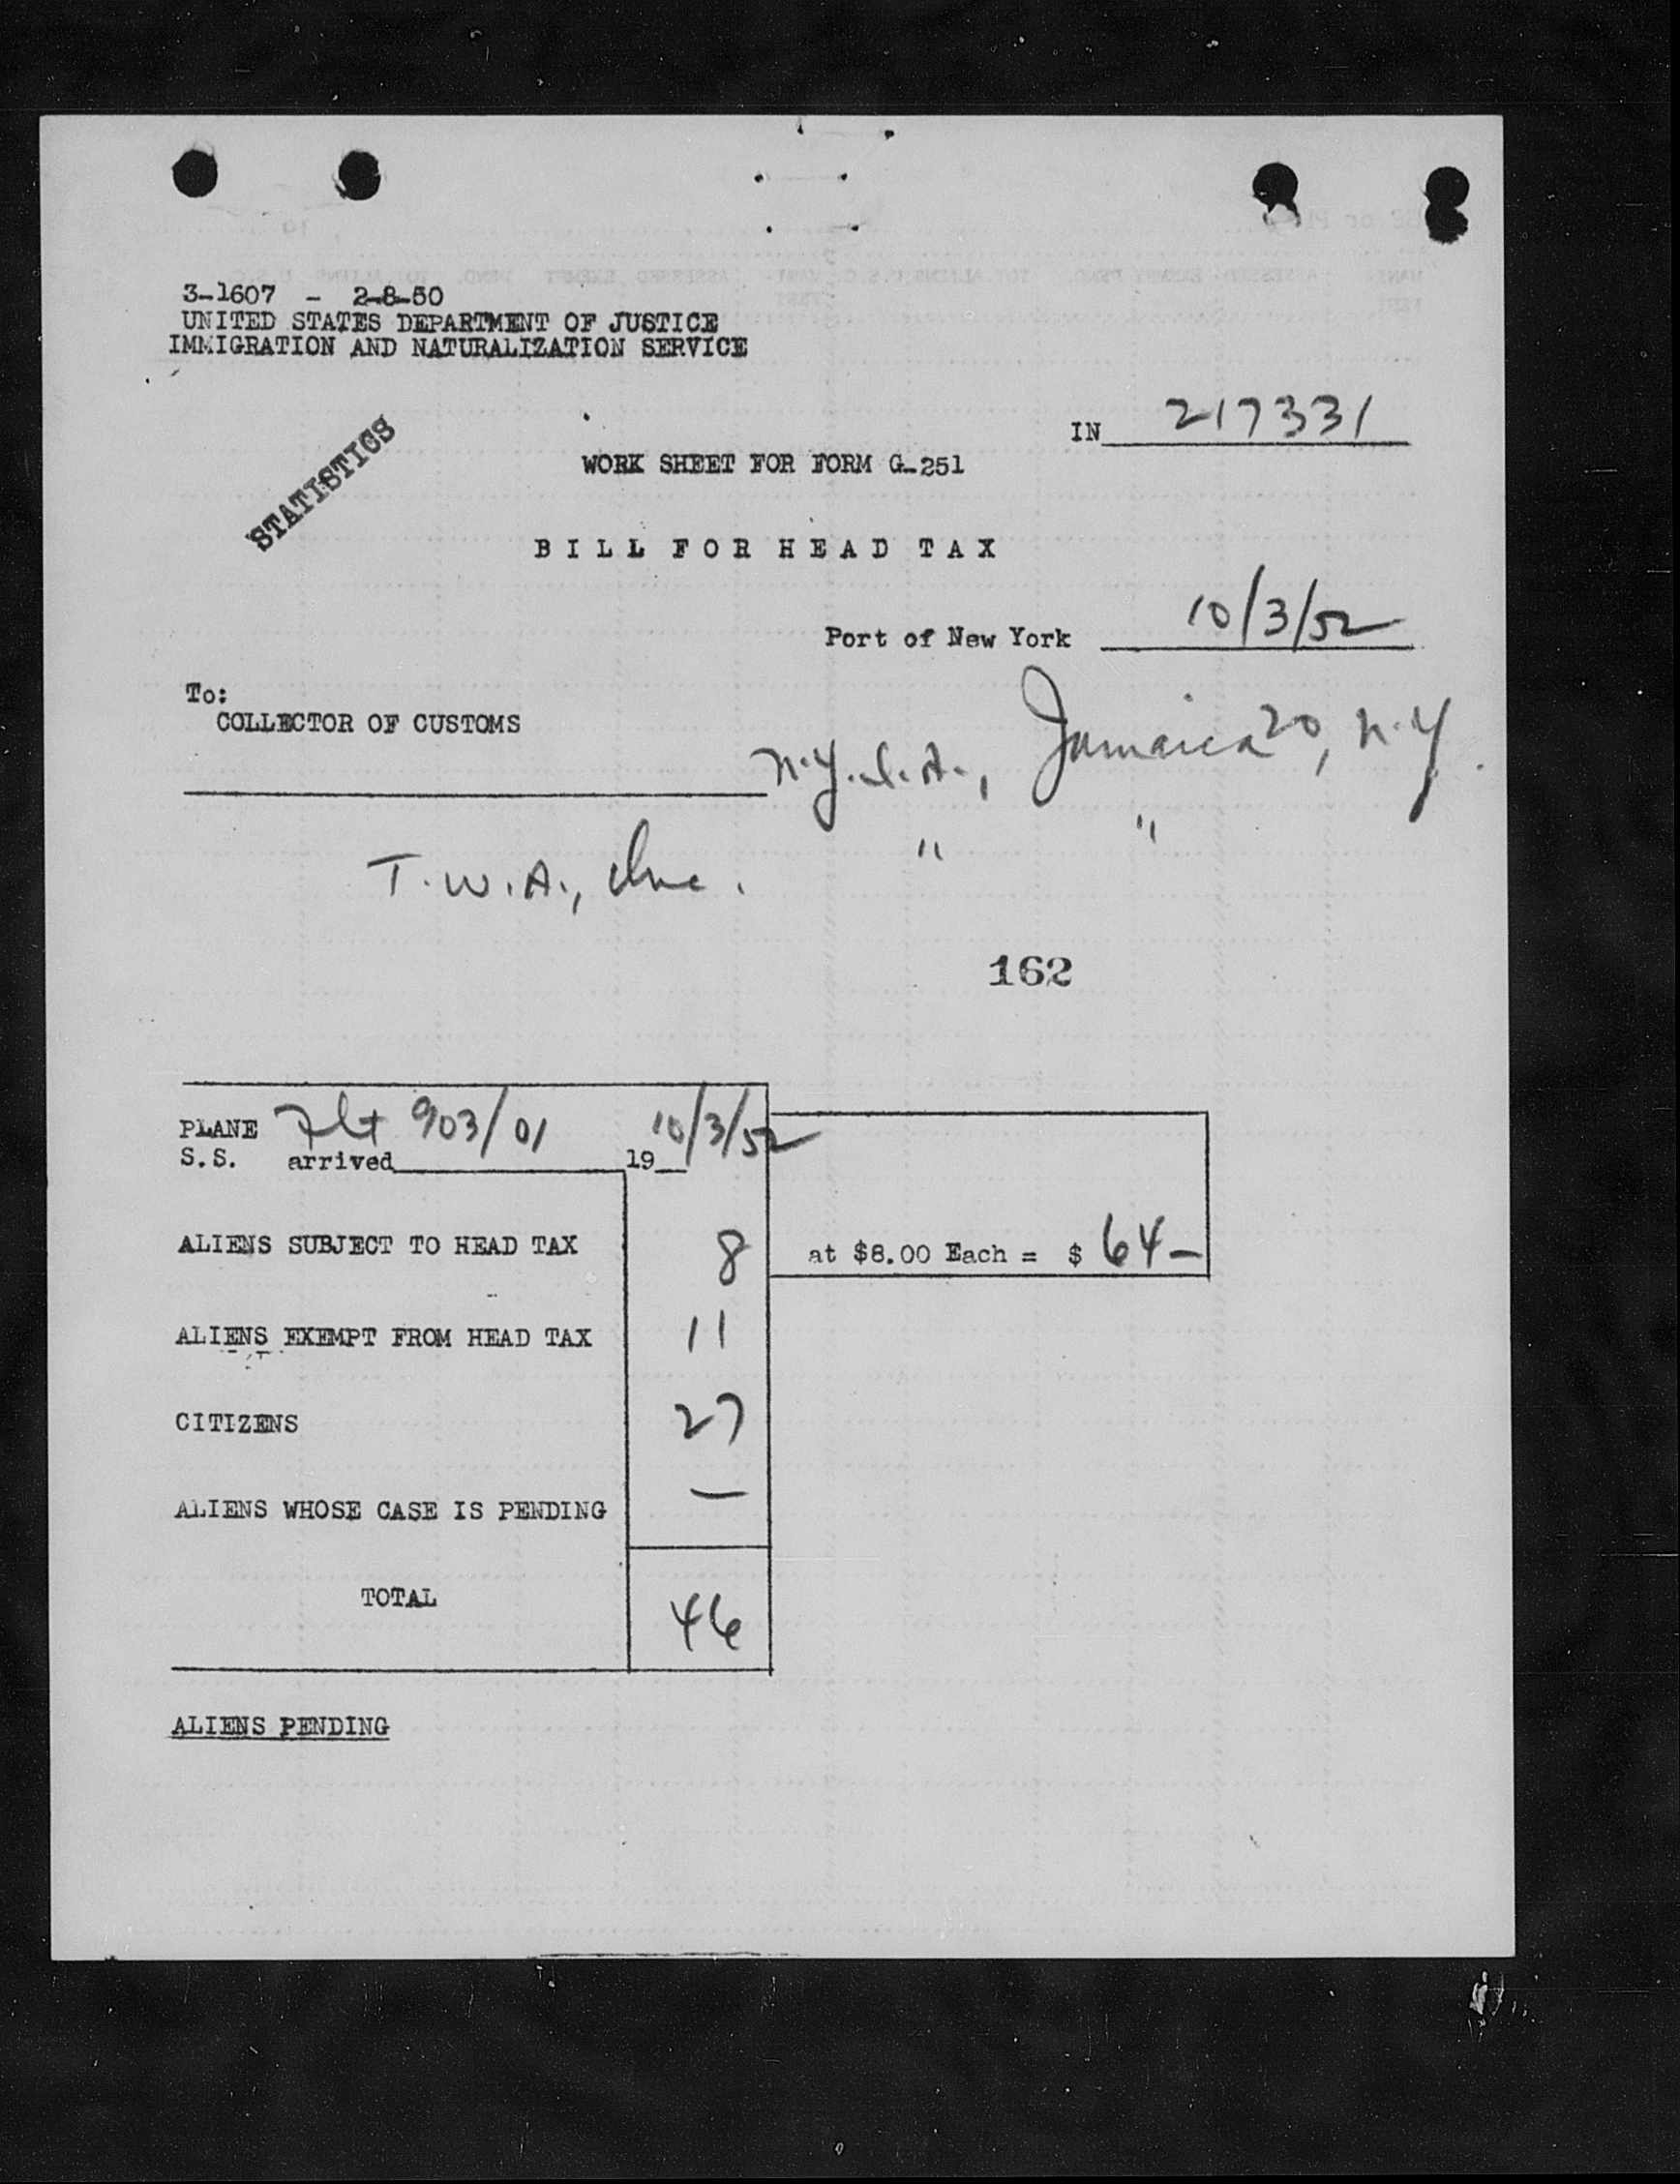 3-1607 - 2-8-50
UNITED STATES DEPARTMENT OF JUSTICE
IMMIGRATION AND NATURALIZATION SERVICE
STATISTICS
IN 217331
WORK SHEET FOR FORM G-251
BILL FOR HEAD TAX
Port of New York 10/3/52
To:
COLLECTOR OF CUSTOMS
N.Y.I.A., Jamaica 20, N.Y.
T.W.A., Inc. " "
162
PLANE Flt 903/01 10/3/52
S.S. arrived 19
ALIENS SUBJECT TO HEAD TAX 8 at $8.00 Each = $ 64-
ALIENS EXEMPT FROM HEAD TAX 11
CITIZENS 27
ALIENS WHOSE CASE IS PENDING —
TOTAL 46
ALIENS PENDING